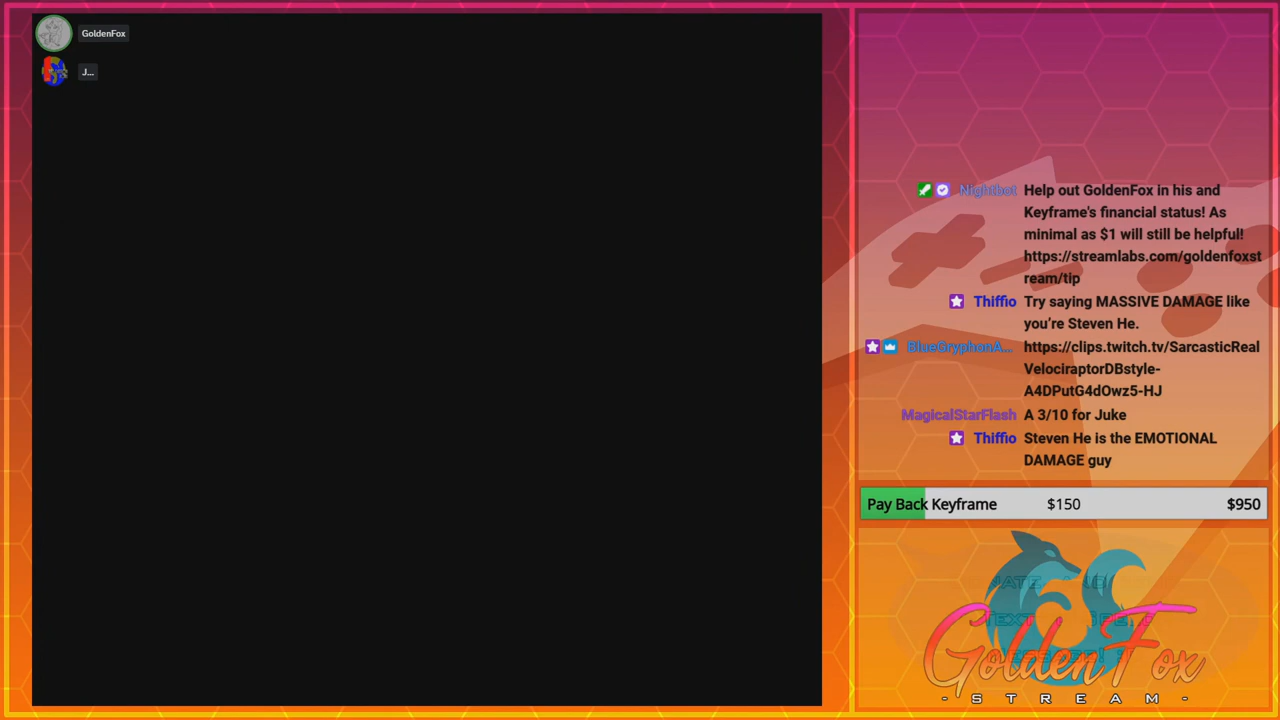 GoldenFox
J...
Nightbot Help out GoldenFox in his and
Keyframe's financial status! As
minimal as $1 will still be helpful!
https://streamlabs.com/goldenfoxst
ream/tip
Thiffio Try saying MASSIVE DAMAGE like
you're Steven He.
BlueGryphonA... https://clips.twitch.tv/SarcasticReal
VelociraptorDBstyle-
A4DPutG4dOwz5-HJ
MagicalStarFlash A 3/10 for Juke
Thiffio Steven He is the EMOTIONAL
DAMAGE guy
Pay Back Keyframe $150 $950
GoldenFox
- STREAM -